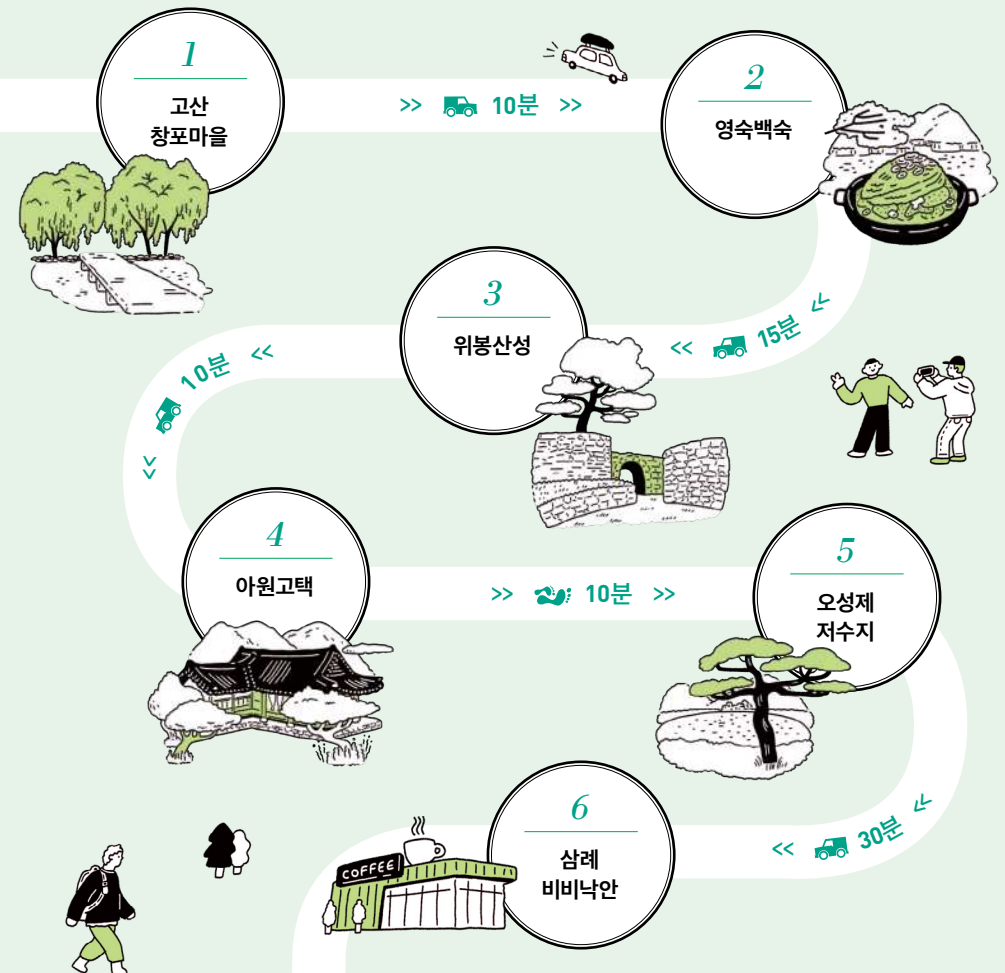 1
고산
창포마을
>> 10분 >>
2
영숙백숙
<< 15분 <<
3
위봉산성
<< 10분 <<
4
아원고택
>> 10분 >>
5
오성제
저수지
<< 30분 <<
6
삼례
비비낙안
COFFEE